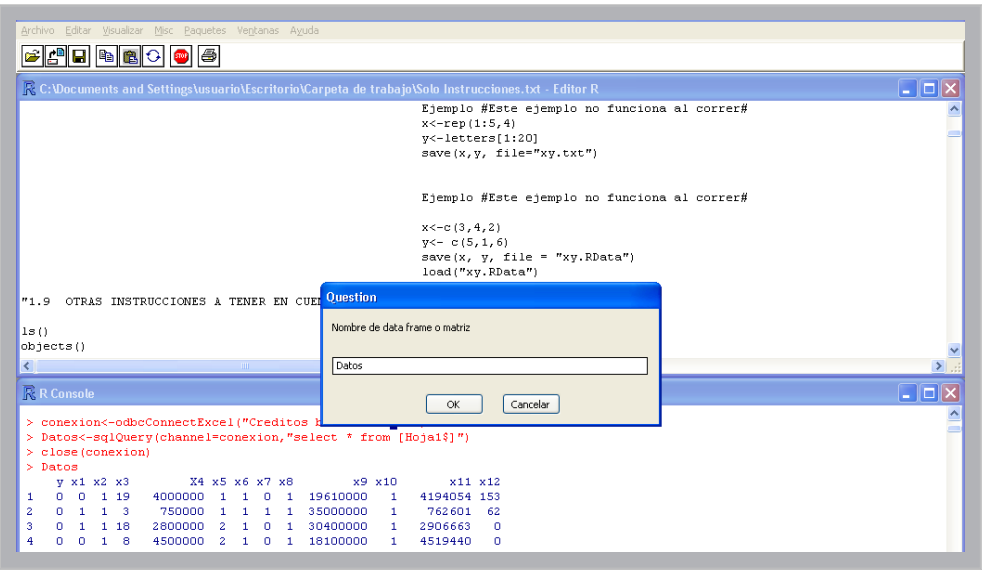 Archivo Editar Visualizar Misc Paquetes Ventanas Ayuda
STOP
R C:\Documents and Settings\usuario\Escritorio\Carpeta de trabajo\Solo Instrucciones.txt - Editor R
Ejemplo #Este ejemplo no funciona al correr#
x<-rep(1:5,4)
y<-letters[1:20]
save(x,y, file="xy.txt")
Ejemplo #Este ejemplo no funciona al correr#
x<-c(3,4,2)
y<- c(5,1,6)
save(x, y, file = "xy.RData")
load("xy.RData")
"1.9 OTRAS INSTRUCCIONES A TENER EN
ls()
objects()
Question
Nombre de data frame o matriz
Datos
OK Cancelar
R R Console
> conexion<-odbcConnectExcel("Creditos
> Datos<-sqlQuery(channel=conexion,"select * from [Hoja1$]")
> close(conexion)
> Datos
y x1 x2 x3 X4 x5 x6 x7 x8 x9 x10 x11 x12
1 0 0 1 19 4000000 1 1 0 1 19610000 1 4194054 153
2 0 1 1 3 750000 1 1 1 1 35000000 1 762601 62
3 0 1 1 18 2800000 2 1 0 1 30400000 1 2906663 0
4 0 0 1 8 4500000 2 1 0 1 18100000 1 4519440 0